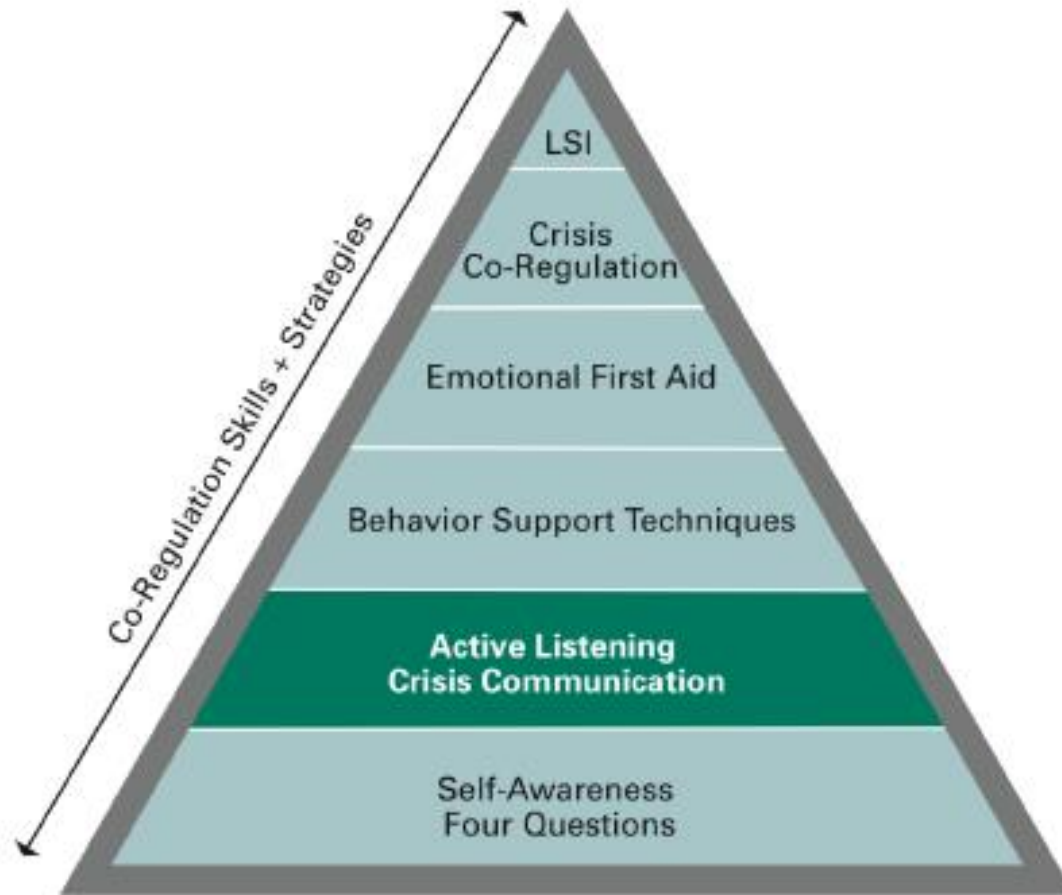 Co-Regulation Skills + Strategies
LSI
Crisis
Co-Regulation
Emotional First Aid
Behavior Support Techniques
Active Listening
Crisis Communication
Self-Awareness
Four Questions